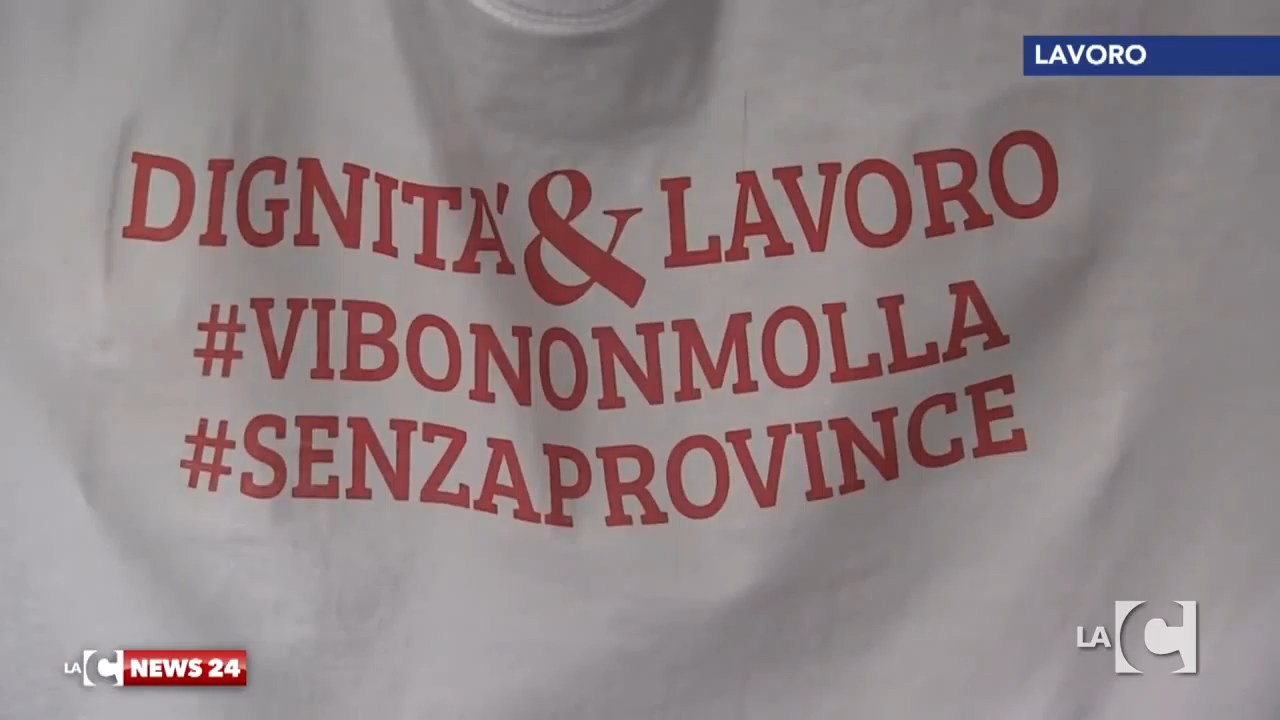 LAVORO
DIGNITA'& LAVORO
#VIBONONMOLLA
#SENZAPROVINCE
LA C NEWS 24
LA C